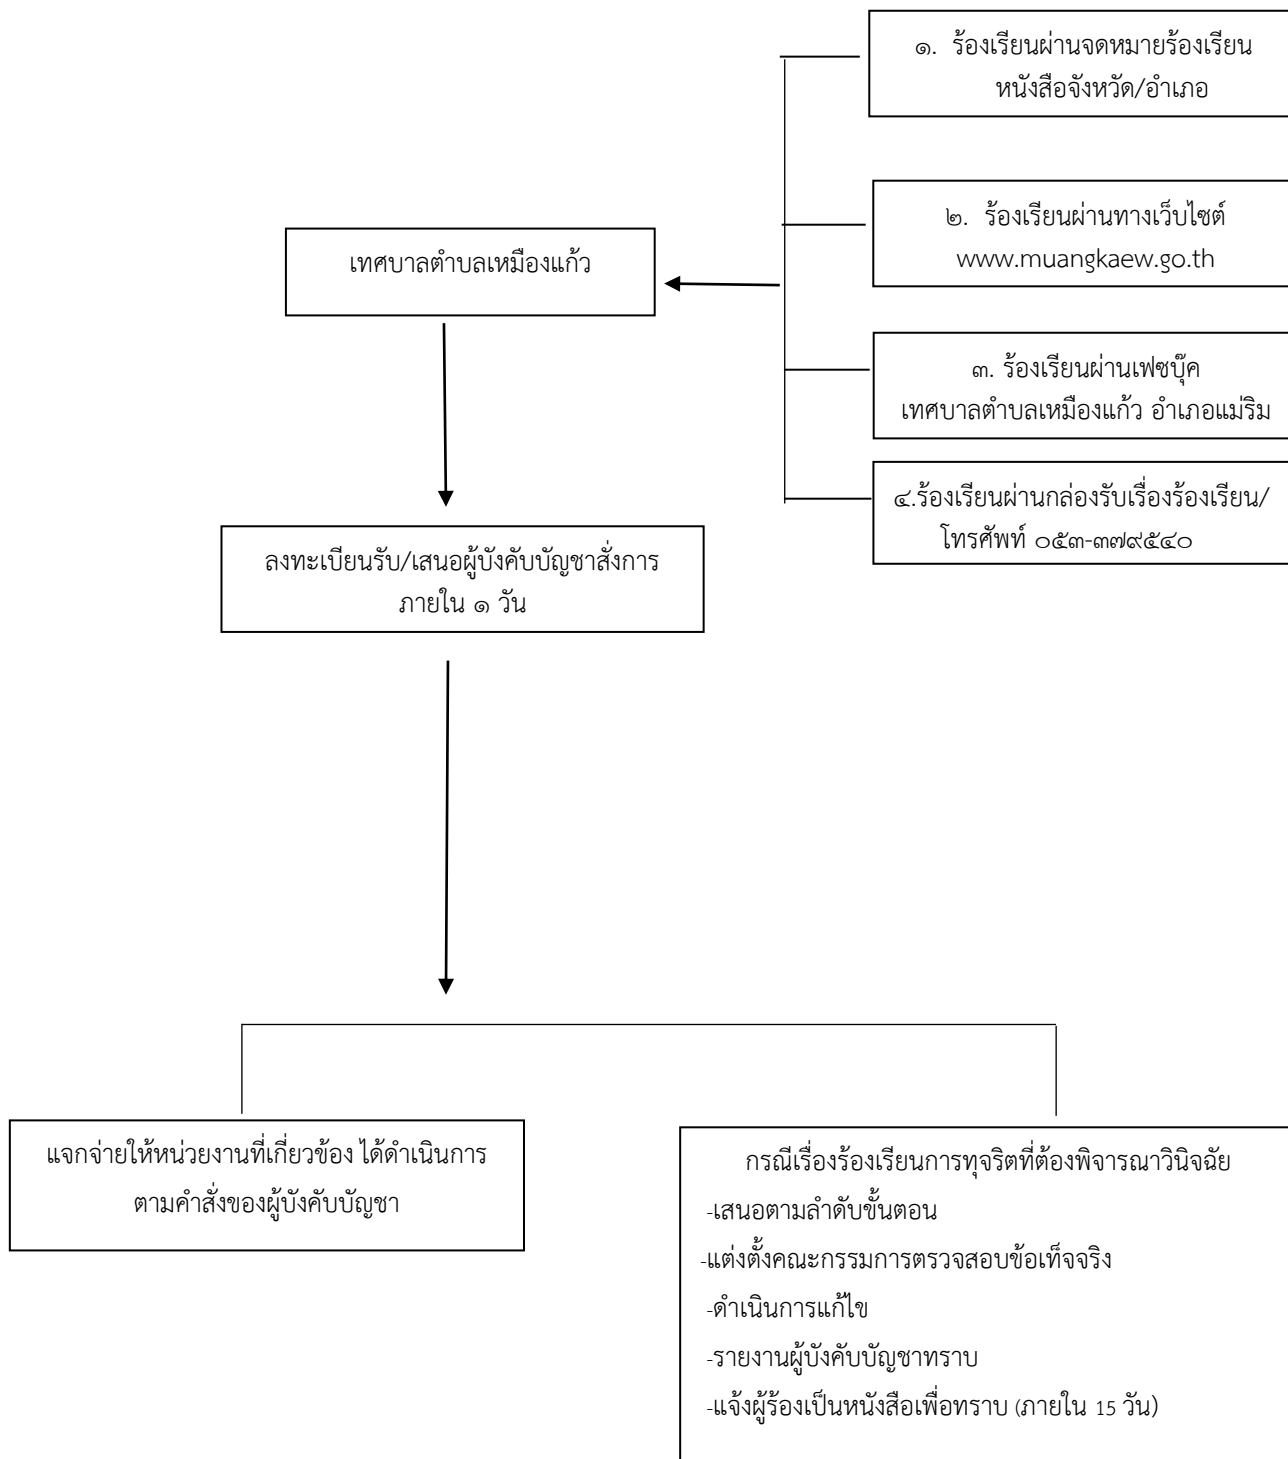 ๑. ร้องเรียนผ่านจดหมายร้องเรียน
หนังสือจังหวัด/อำเภอ
๒. ร้องเรียนผ่านทางเว็บไซต์
www.muangkaew.go.th
เทศบาลตำบลเหมืองแก้ว
๓. ร้องเรียนผ่านเฟซบุ๊ค
เทศบาลตำบลเหมืองแก้ว อำเภอแม่ริม
๔.ร้องเรียนผ่านกล่องรับเรื่องร้องเรียน/
โทรศัพท์ ๐๕๓-๓๗๙๕๔๐
ลงทะเบียนรับ/เสนอผู้บังคับบัญชาสั่งการ
ภายใน ๑ วัน
แจกจ่ายให้หน่วยงานที่เกี่ยวข้อง ได้ดำเนินการ
ตามคำสั่งของผู้บังคับบัญชา
กรณีเรื่องร้องเรียนการทุจริตที่ต้องพิจารณาวินิจฉัย
-เสนอตามลำดับขั้นตอน
-แต่งตั้งคณะกรรมการตรวจสอบข้อเท็จจริง
-ดำเนินการแก้ไข
-รายงานผู้บังคับบัญชาทราบ
-แจ้งผู้ร้องเป็นหนังสือเพื่อทราบ (ภายใน 15 วัน)